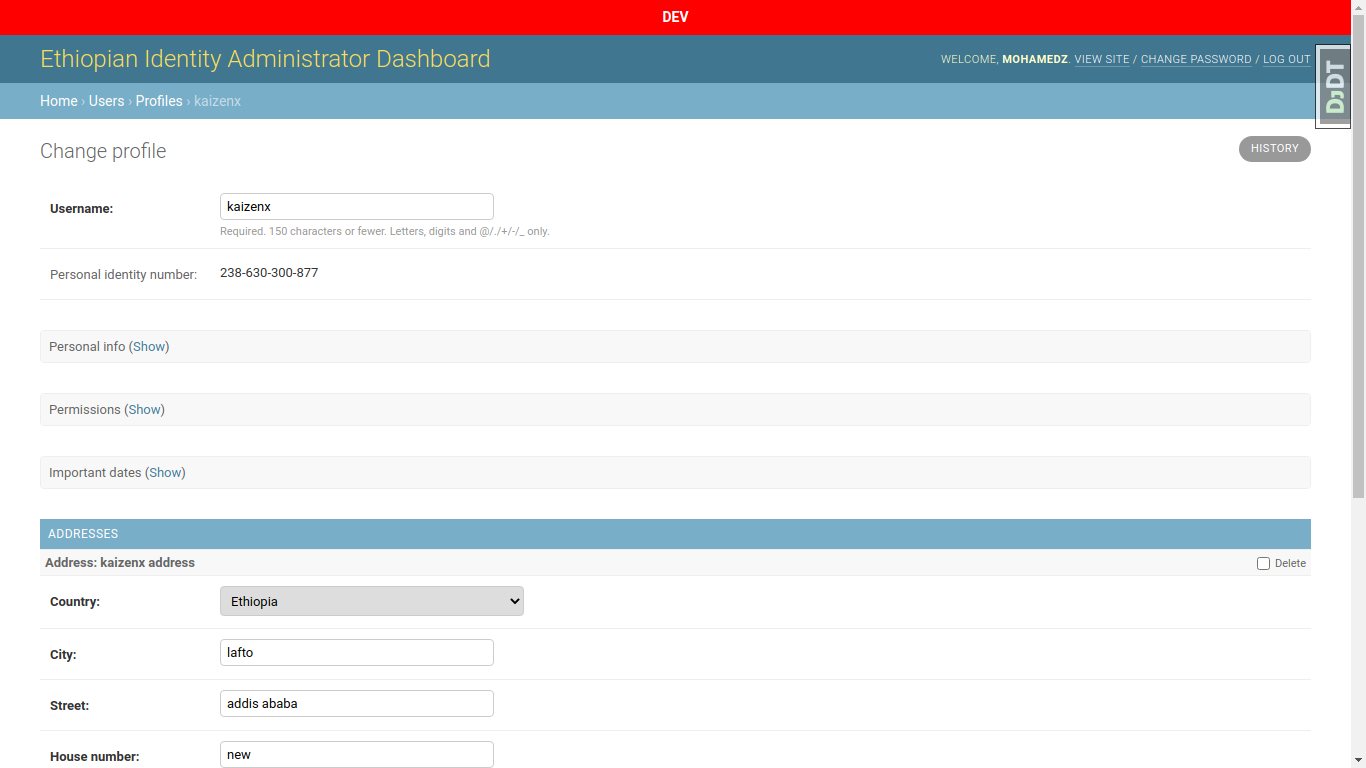 DEV
Ethiopian Identity Administrator Dashboard
WELCOME, MOHAMEDZ. VIEW SITE / CHANGE PASSWORD / LOG OUT
DJDT
Home › Users › Profiles › kaizenx
Change profile
HISTORY
Username: kaizenx
Required. 150 characters or fewer. Letters, digits and @/./+/-/_ only.
Personal identity number: 238-630-300-877
Personal info (Show)
Permissions (Show)
Important dates (Show)
ADDRESSES
Address: kaizenx address Delete
Country: Ethiopia
City: lafto
Street: addis ababa
House number: new